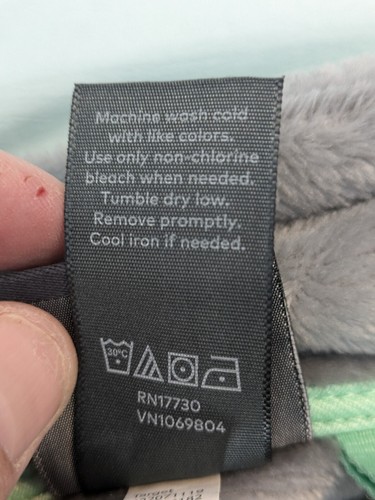 Machine wash cold
with like colors.
Use only non-chlorine
bleach when needed.
Tumble dry low.
Remove promptly.
Cool iron if needed.
30°C
RN17730
VN1069804